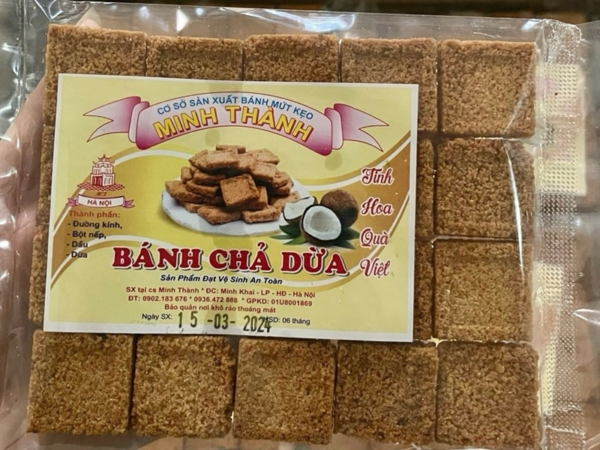 CƠ SỞ SẢN XUẤT BÁNH MỨT KẸO
MINH THÀNH
HÀ NỘI
Thành phần:
- Đường kính,
- Bột nếp,
- Dầu
- Dừa
Tinh
Hoa
Quà
Việt
BÁNH CHẢ DỪA
Sản Phẩm Đạt Vệ Sinh An Toàn
SX tại cs Minh Thành * ĐC: Minh Khai - LP - HĐ - Hà Nội
ĐT: 0902.183 676 * 0936.472 889 * GPKD: 01U8001869
Bảo quản nơi khô ráo thoáng mát
Ngày SX: 15-03-2024 HSD: 06 tháng